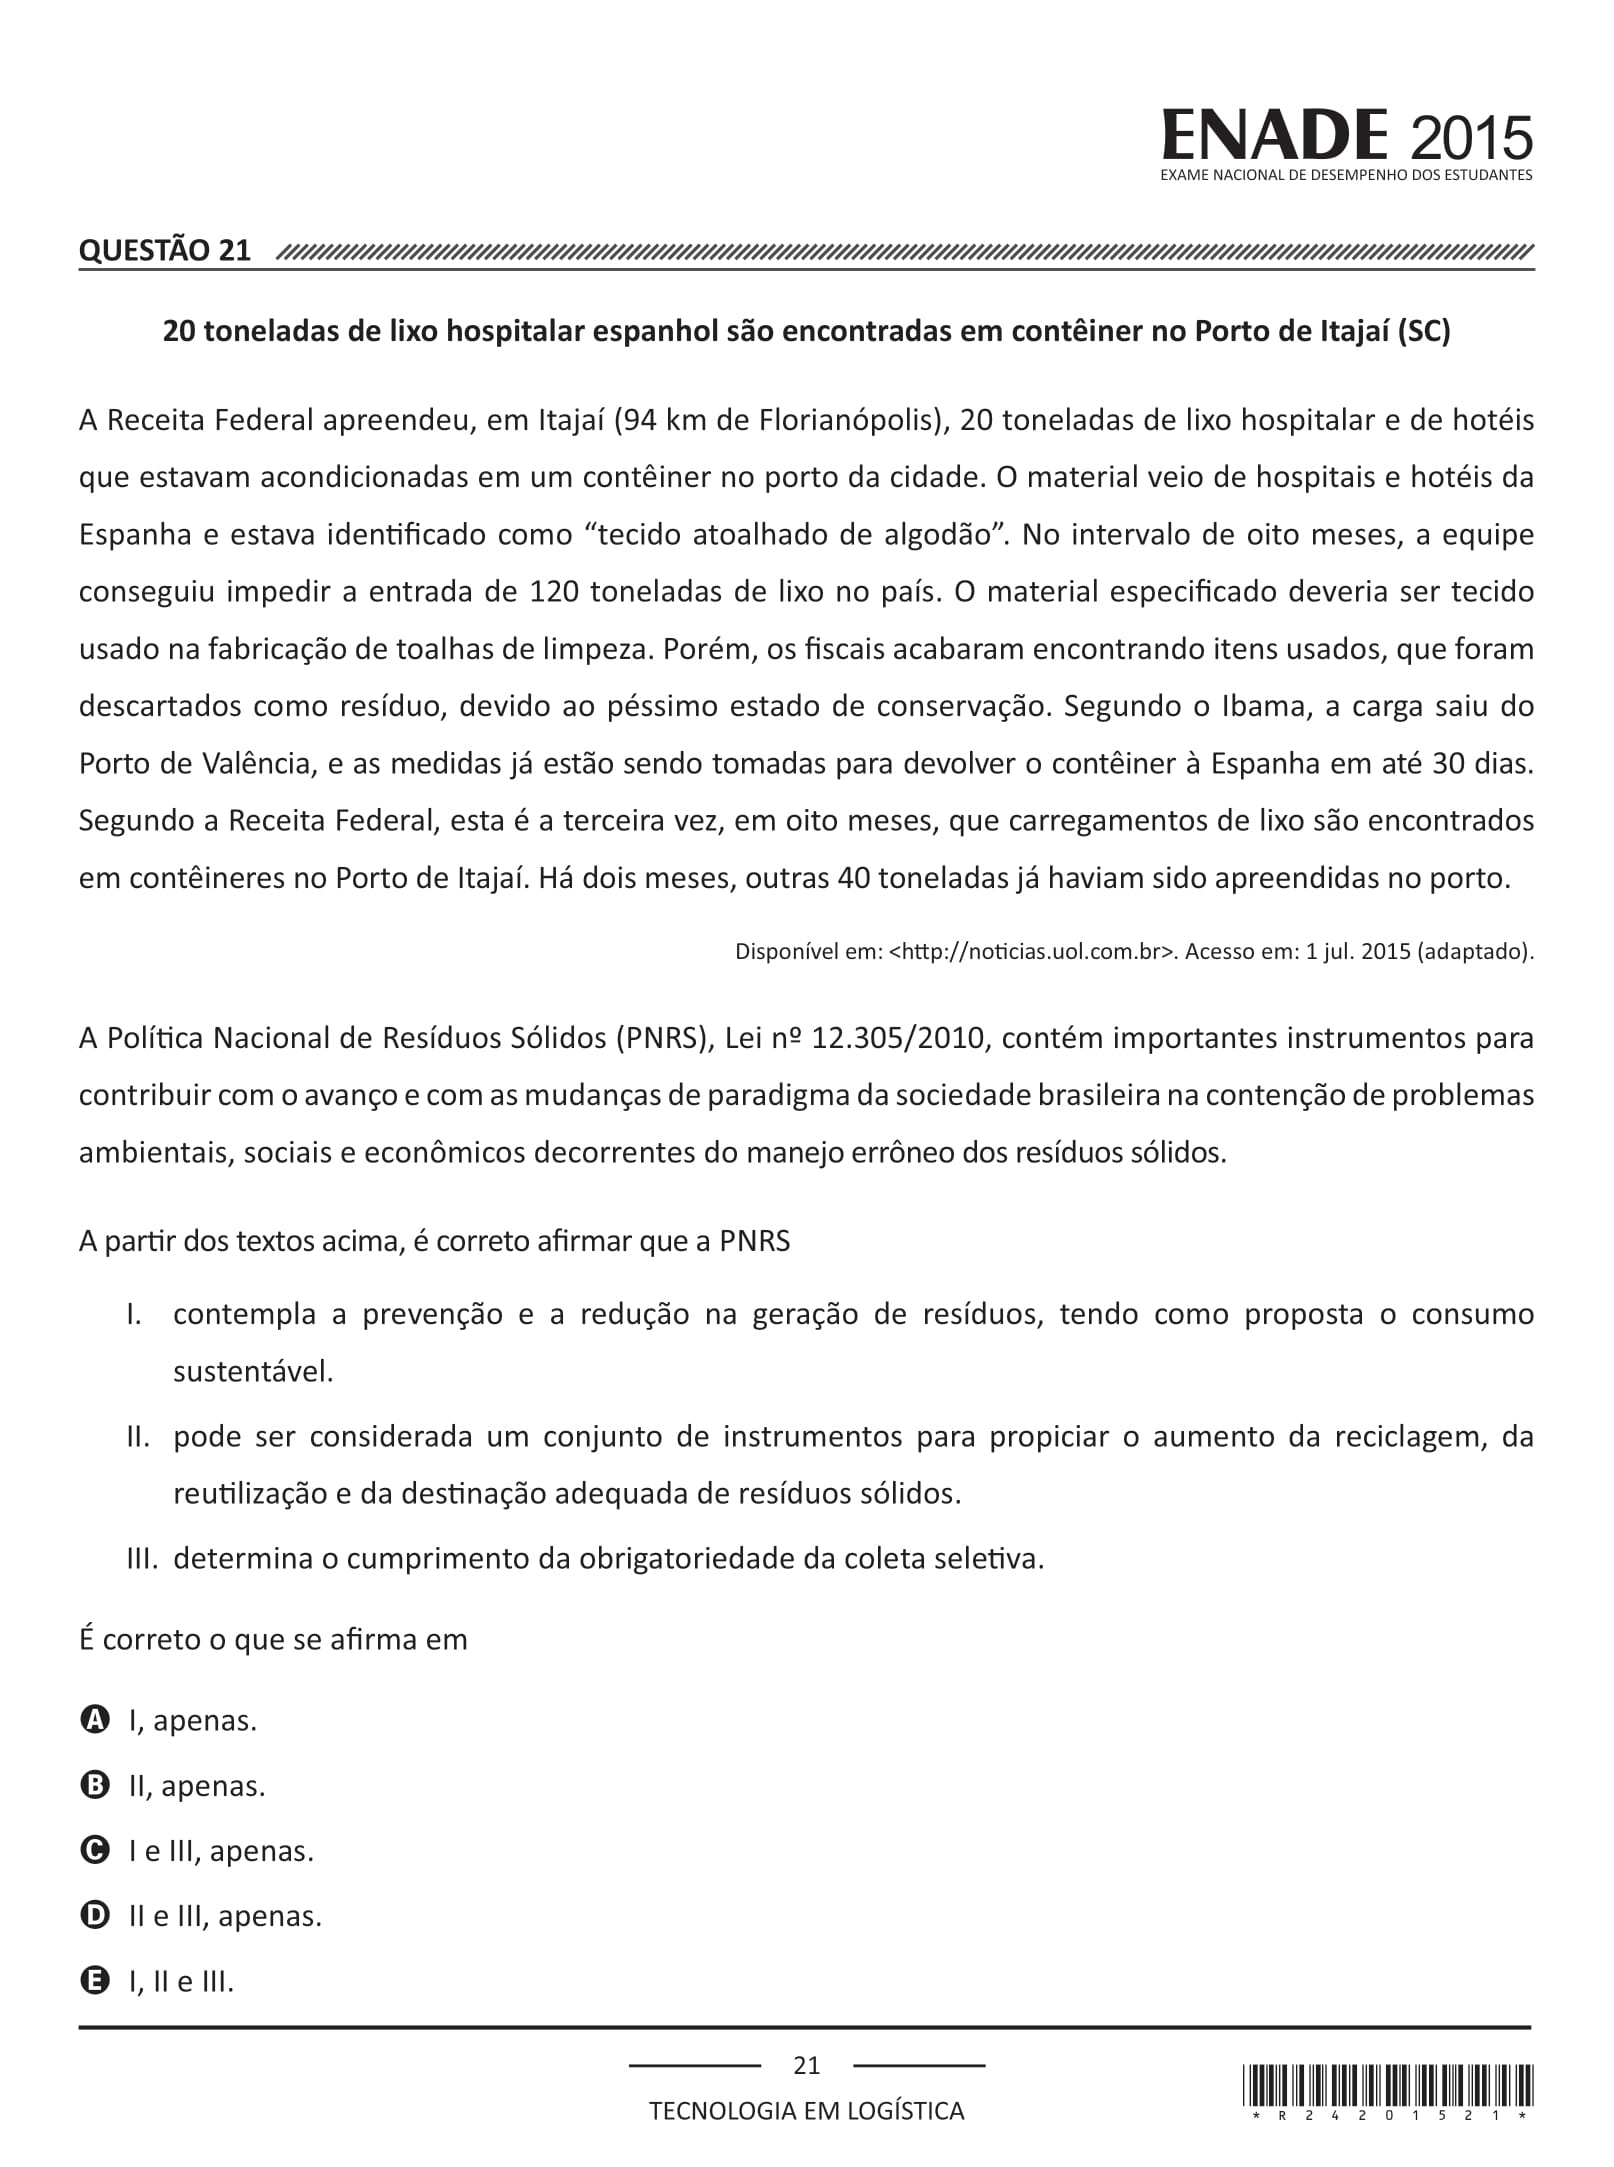 ENADE 2015
EXAME NACIONAL DE DESEMPENHO DOS ESTUDANTES
QUESTÃO 21
20 toneladas de lixo hospitalar espanhol são encontradas em contêiner no Porto de Itajaí (SC)
A Receita Federal apreendeu, em Itajaí (94 km de Florianópolis), 20 toneladas de lixo hospitalar e de hotéis
que estavam acondicionadas em um contêiner no porto da cidade. O material veio de hospitais e hotéis da
Espanha e estava identificado como “tecido atoalhado de algodão”. No intervalo de oito meses, a equipe
conseguiu impedir a entrada de 120 toneladas de lixo no país. O material especificado deveria ser tecido
usado na fabricação de toalhas de limpeza. Porém, os fiscais acabaram encontrando itens usados, que foram
descartados como resíduo, devido ao péssimo estado de conservação. Segundo o Ibama, a carga saiu do
Porto de Valência, e as medidas já estão sendo tomadas para devolver o contêiner à Espanha em até 30 dias.
Segundo a Receita Federal, esta é a terceira vez, em oito meses, que carregamentos de lixo são encontrados
em contêineres no Porto de Itajaí. Há dois meses, outras 40 toneladas já haviam sido apreendidas no porto.
Disponível em: <http://noticias.uol.com.br>. Acesso em: 1 jul. 2015 (adaptado).
A Política Nacional de Resíduos Sólidos (PNRS), Lei nº 12.305/2010, contém importantes instrumentos para
contribuir com o avanço e com as mudanças de paradigma da sociedade brasileira na contenção de problemas
ambientais, sociais e econômicos decorrentes do manejo errôneo dos resíduos sólidos.
A partir dos textos acima, é correto afirmar que a PNRS
I. contempla a prevenção e a redução na geração de resíduos, tendo como proposta o consumo
sustentável.
II. pode ser considerada um conjunto de instrumentos para propiciar o aumento da reciclagem, da
reutilização e da destinação adequada de resíduos sólidos.
III. determina o cumprimento da obrigatoriedade da coleta seletiva.
É correto o que se afirma em
A I, apenas.
B II, apenas.
C I e III, apenas.
D II e III, apenas.
E I, II e III.
21
TECNOLOGIA EM LOGÍSTICA
*R24201521*